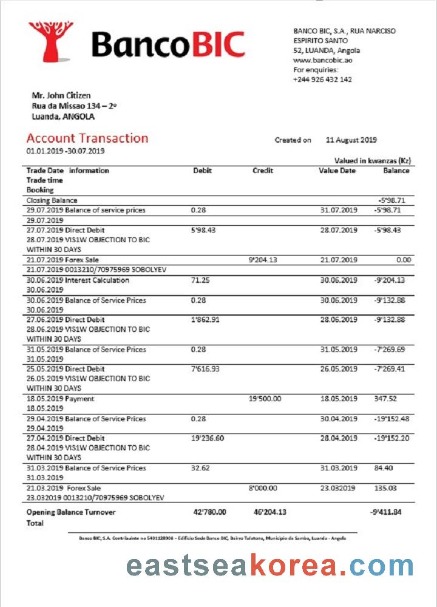 BancoBIC
BANCO BIC, S.A., RUA NARCISO
ESPIRITO SANTO
52, LUANDA, Angola
www.bancobic.ao
For enquiries:
+244 926 432 142
Mr. John Citizen
Rua da Missao 134 – 2º
Luanda, ANGOLA
Account Transaction
Created on 11 August 2019
01.01.2019 -30.07.2019
Valued in kwanzas (Kz)
Trade Date information Debit Credit Value Date Balance
Trade time
Booking
Closing Balance -5'98.71
29.07.2019 Balance of service prices 0.28 31.07.2019 -5'98.71
29.07.2019
27.07.2019 Direct Debit 5'98.43 28.07.2019 -5'98.43
28.07.2019 VIS1W OBJECTION TO BIC
WITHIN 30 DAYS
21.07.2019 Forex Sale 9'204.13 21.07.2019 0.00
21.07.2019 0013210/70975969 SOBOLYEV
30.06.2019 Interest Calculation 71.25 30.06.2019 -9'204.13
30.06.2019
30.06.2019 Balance of Service Prices 0.28 30.06.2019 -9'132.88
30.06.2019
27.06.2019 Direct Debit 1'862.91 28.06.2019 -9'132.88
28.06.2019 VIS1W OBJECTION TO BIC
WITHIN 30 DAYS
31.05.2019 Balance of Service Prices 0.28 31.05.2019 -7'269.69
31.05.2019
25.05.2019 Direct Debit 7'616.93 26.05.2019 -7'269.41
26.05.2019 VIS1W OBJECTION TO BIC
WITHIN 30 DAYS
18.05.2019 Payment 19'500.00 18.05.2019 347.52
18.05.2019
29.04.2019 Balance of Service Prices 0.28 30.04.2019 -19'152.48
29.04.2019
27.04.2019 Direct Debit 19'236.60 28.04.2019 -19'152.20
28.04.2019 VIS1W OBJECTION TO BIC
WITHIN 30 DAYS
31.03.2019 Balance of Service Prices 32.62 31.03.2019 84.40
31.03.2019
21.03.2019 Forex Sale 8'000.00 23.032019 135.03
23.032019 0013210/70975969 SOBOLYEV
Opening Balance Turnover 42'780.00 46'204.13 -9'411.84
Total
Banco BIC, S.A. Contribuinte no - Edifício Sede Banco BIC, Bairro Talatona, Município da Samba, Luanda - Angola
eastseakorea.com